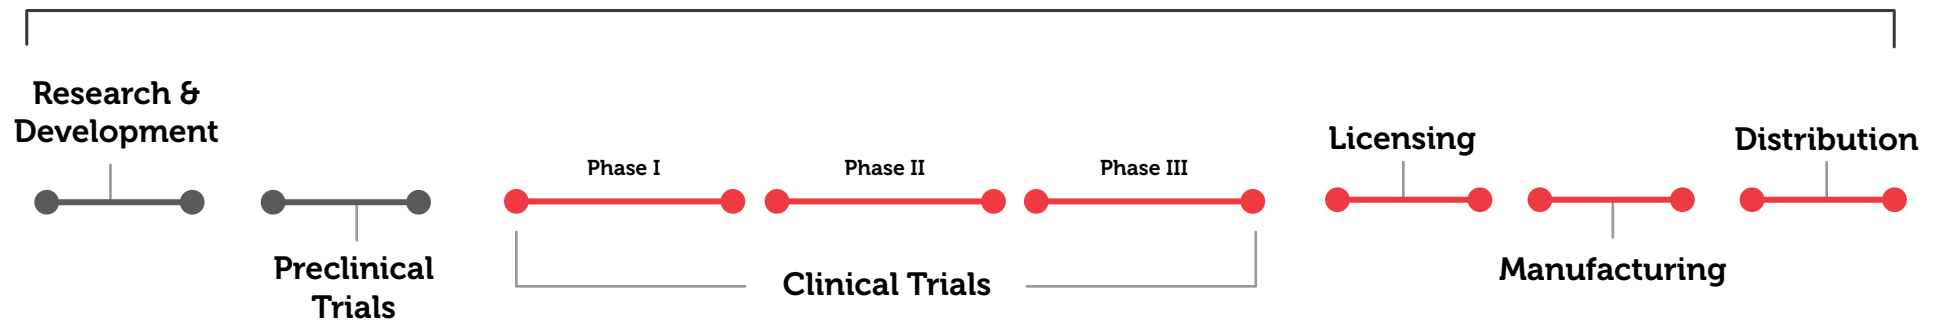 Research &
Development
Preclinical
Trials
Phase I
Phase II
Phase III
Clinical Trials
Licensing
Manufacturing
Distribution